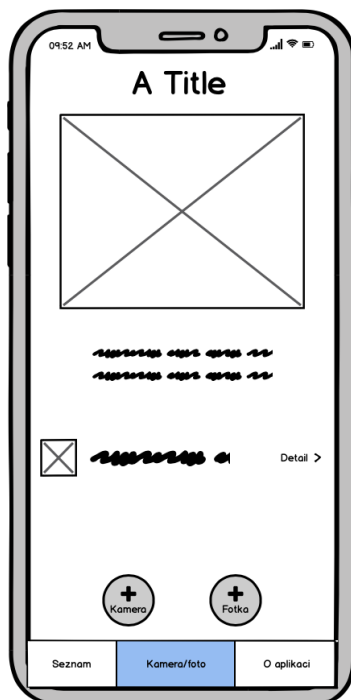 09:52 AM
A Title
Detail >
+
Kamera
+
Fotka
Seznam
Kamera/foto
O aplikaci